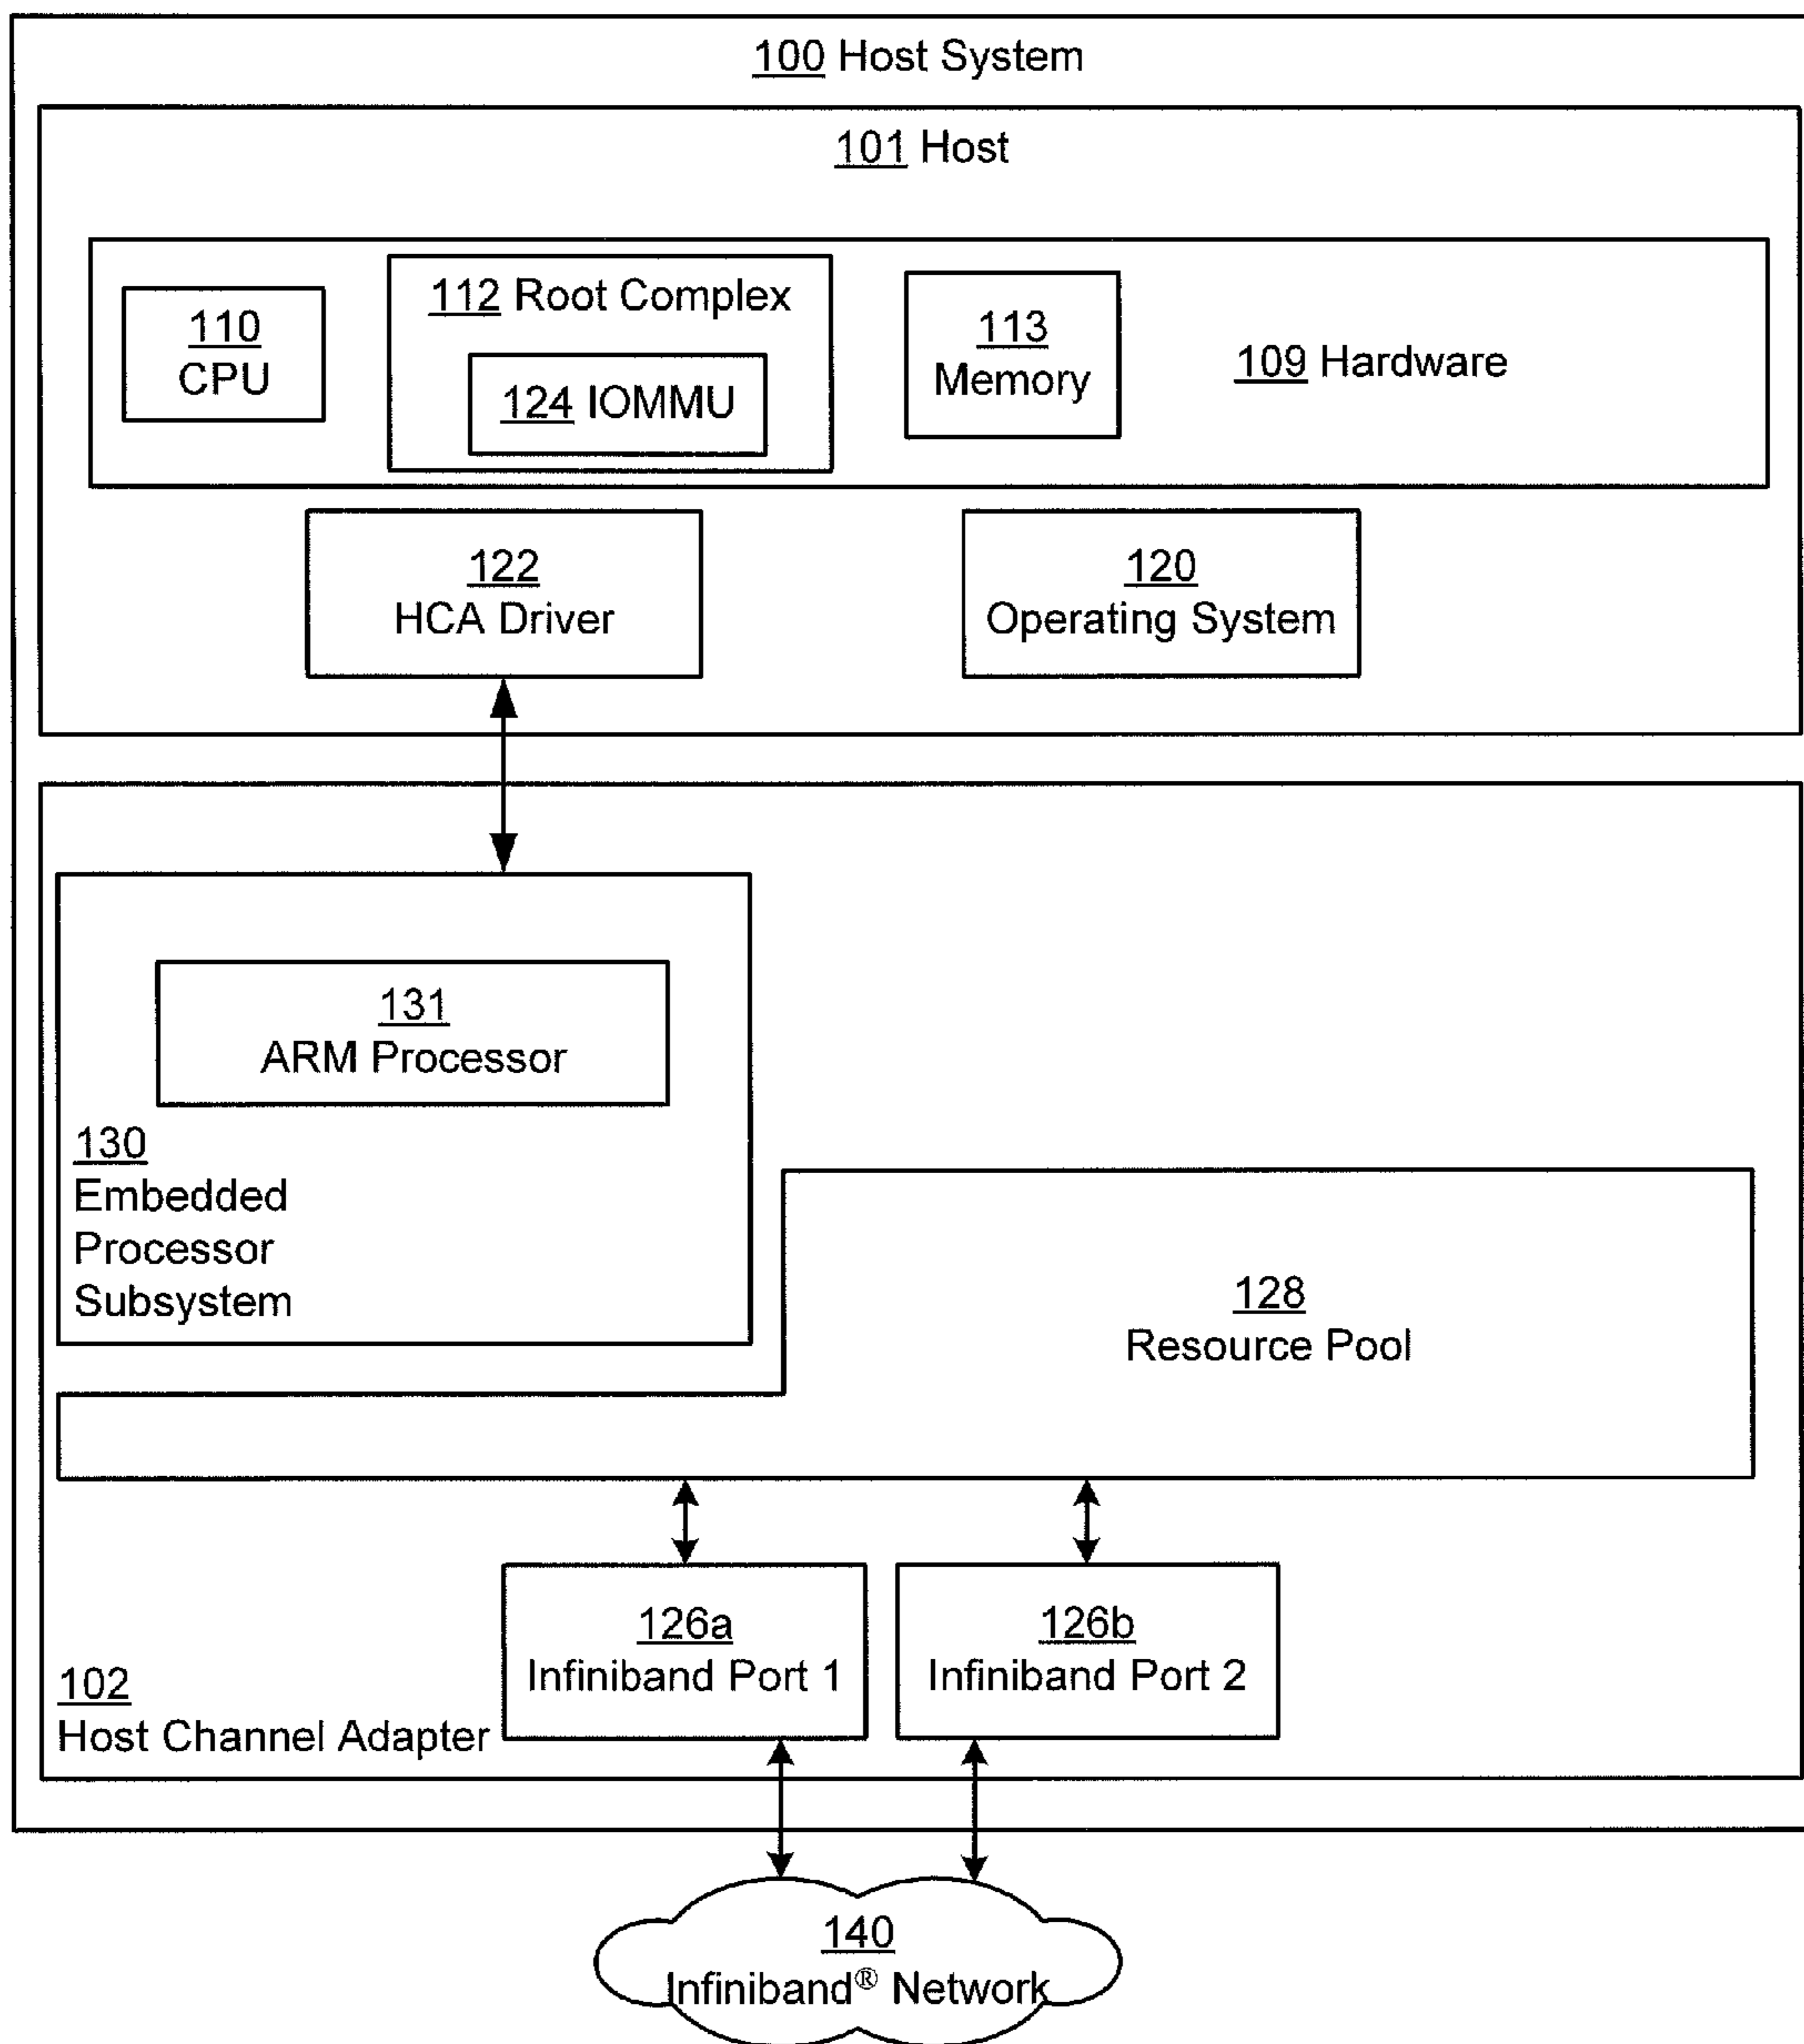 100 Host System
101 Host
110
CPU
112 Root Complex
124 IOMMU
113
Memory
109 Hardware
122
HCA Driver
120
Operating System
131
ARM Processor
130
Embedded
Processor
Subsystem
128
Resource Pool
126a
Infiniband Port 1
126b
Infiniband Port 2
102
Host Channel Adapter
140
Infiniband® Network